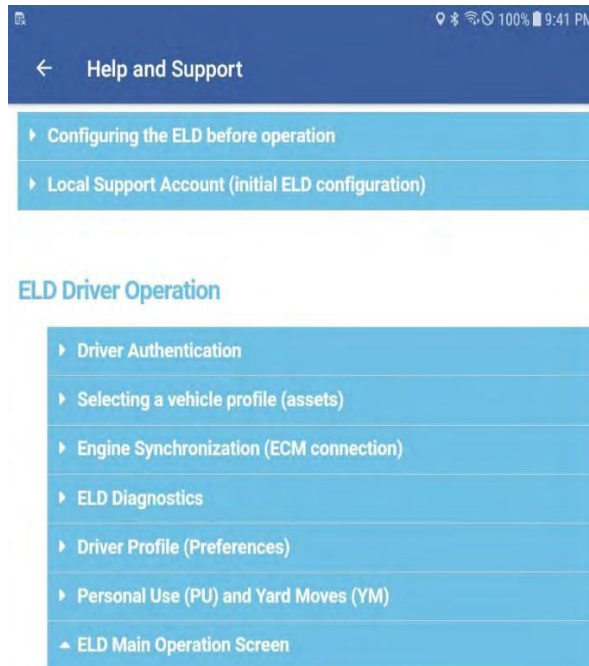 100% 9:41 PM
Help and Support
Configuring the ELD before operation
Local Support Account (initial ELD configuration)
ELD Driver Operation
Driver Authentication
Selecting a vehicle profile (assets)
Engine Synchronization (ECM connection)
ELD Diagnostics
Driver Profile (Preferences)
Personal Use (PU) and Yard Moves (YM)
ELD Main Operation Screen